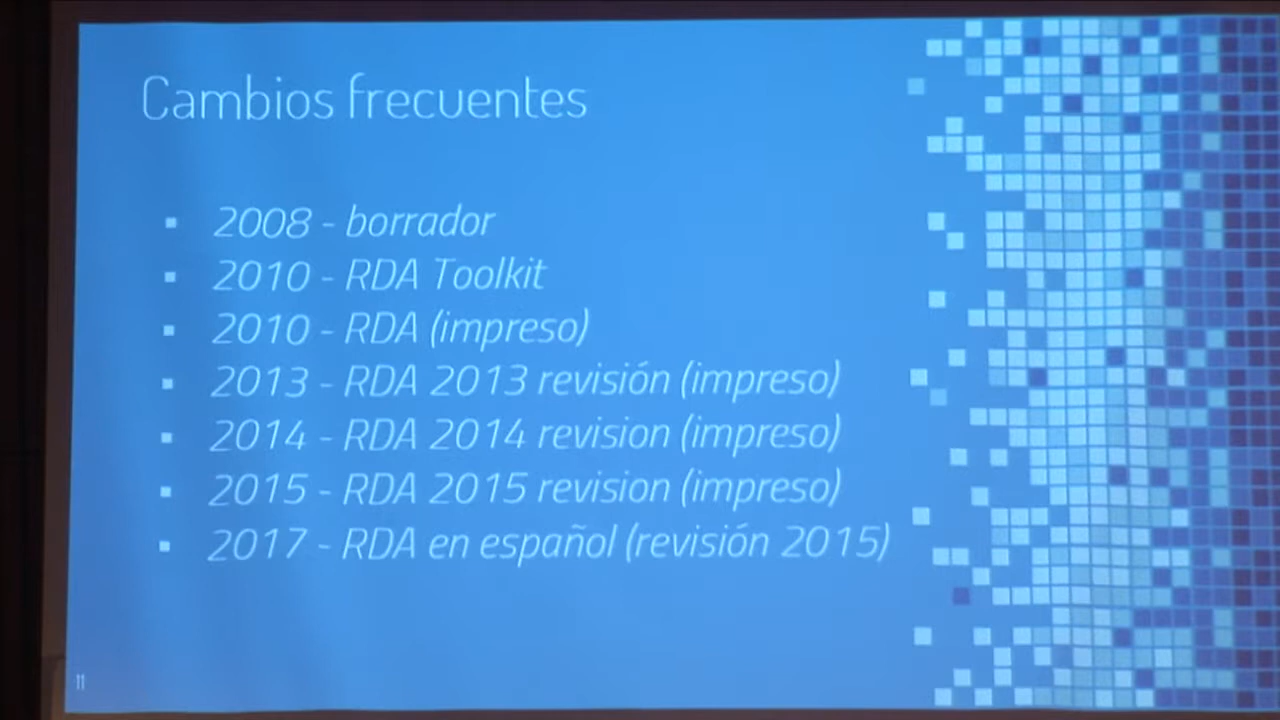 Cambios frecuentes
▪ 2008 - borrador
▪ 2010 - RDA Toolkit
▪ 2010 - RDA (impreso)
▪ 2013 - RDA 2013 revisión (impreso)
▪ 2014 - RDA 2014 revision (impreso)
▪ 2015 - RDA 2015 revision (impreso)
▪ 2017 - RDA en español (revisión 2015)
11